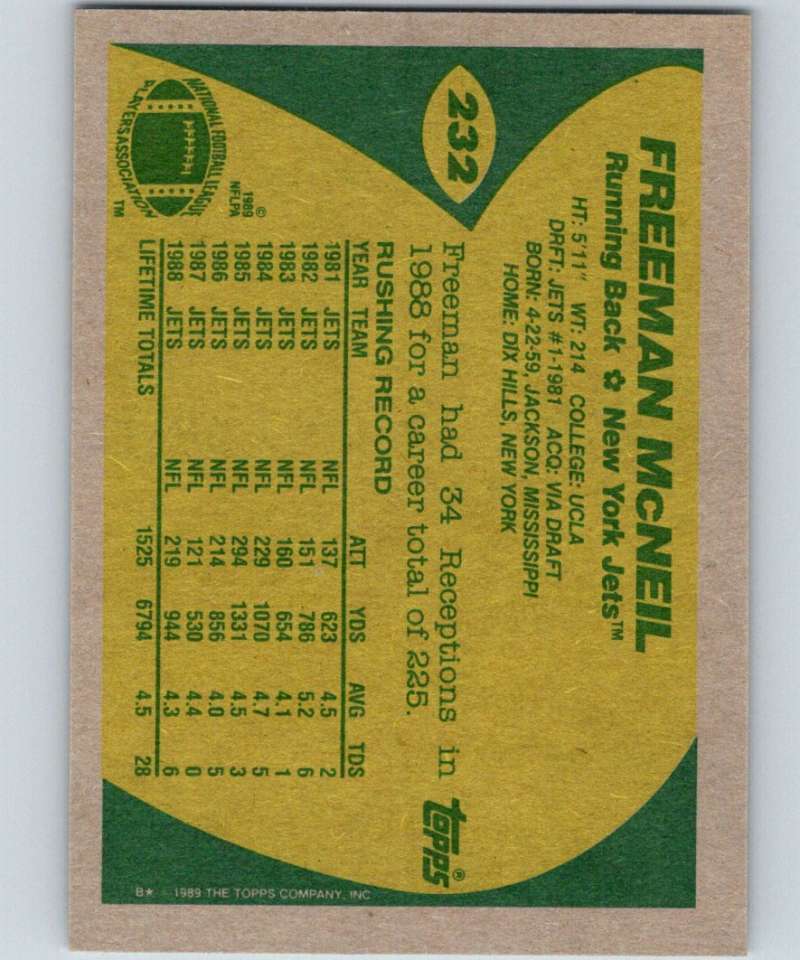 232
FREEMAN McNEIL
Running Back ✿ New York Jets™
HT: 5'11" WT: 214 COLLEGE: UCLA
DRFT: JETS #1-1981 ACQ: VIA DRAFT
BORN: 4-22-59, JACKSON, MISSISSIPPI
HOME: DIX HILLS, NEW YORK
Freeman had 34 Receptions in
1988 for a career total of 225.
RUSHING RECORD
YEAR TEAM ATT YDS AVG TDS
1981 JETS NFL 137 623 4.5 2
1982 JETS NFL 151 786 5.2 6
1983 JETS NFL 160 654 4.1 1
1984 JETS NFL 229 1070 4.7 5
1985 JETS NFL 294 1331 4.5 3
1986 JETS NFL 214 856 4.0 5
1987 JETS NFL 121 530 4.4 0
1988 JETS NFL 219 944 4.3 6
LIFETIME TOTALS 1525 6794 4.5 28
NATIONAL FOOTBALL LEAGUE
PLAYERS ASSOCIATION
™
©
1989
NFLPA
topps®
B★ 1989 THE TOPPS COMPANY, INC